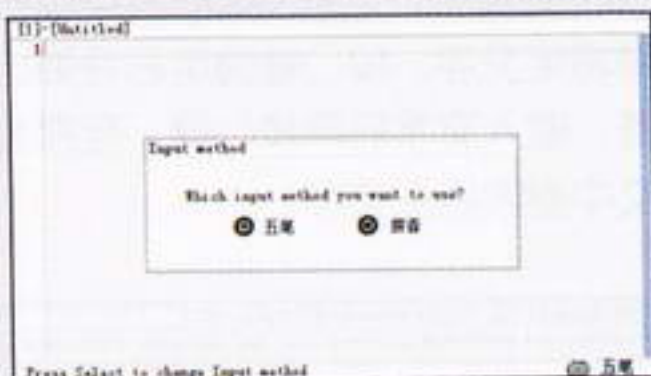 [1]-[Untitled]
1
Input method
Which input method you want to use?
五笔 拼音
Press Select to change Input method 五笔